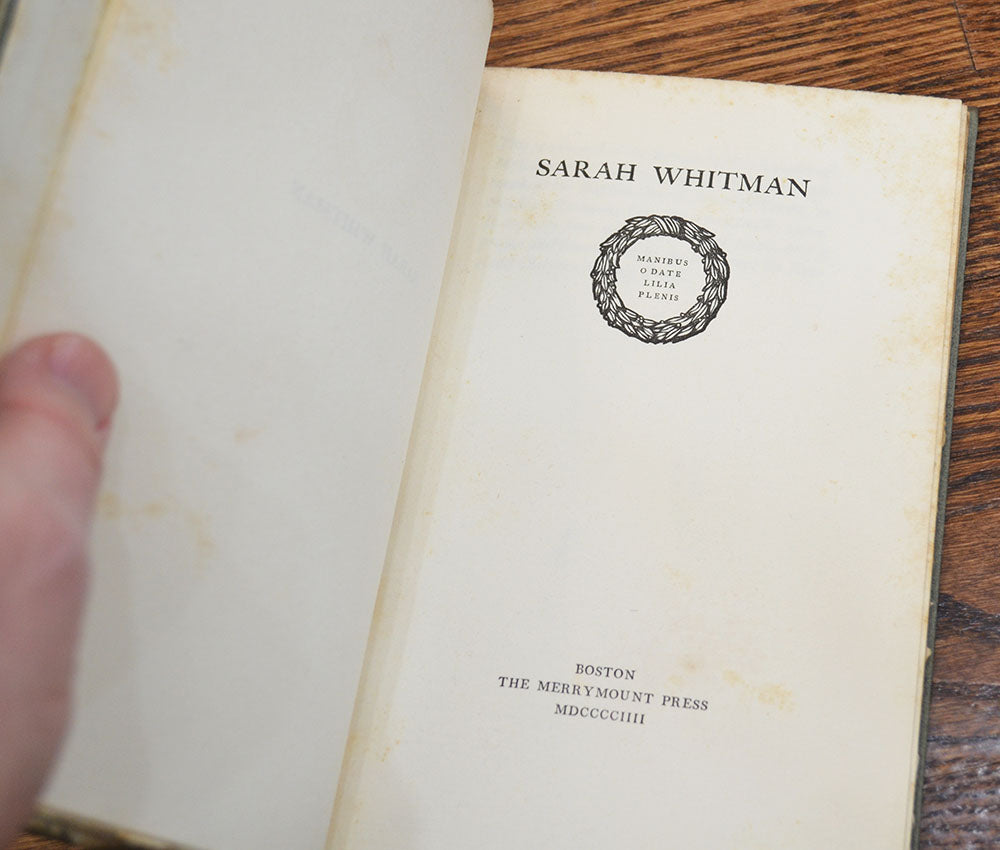 SARAH WHITMAN
MANIBUS
O DATE
LILIA
PLENIS
BOSTON
THE MERRYMOUNT PRESS
MDCCCCIIII